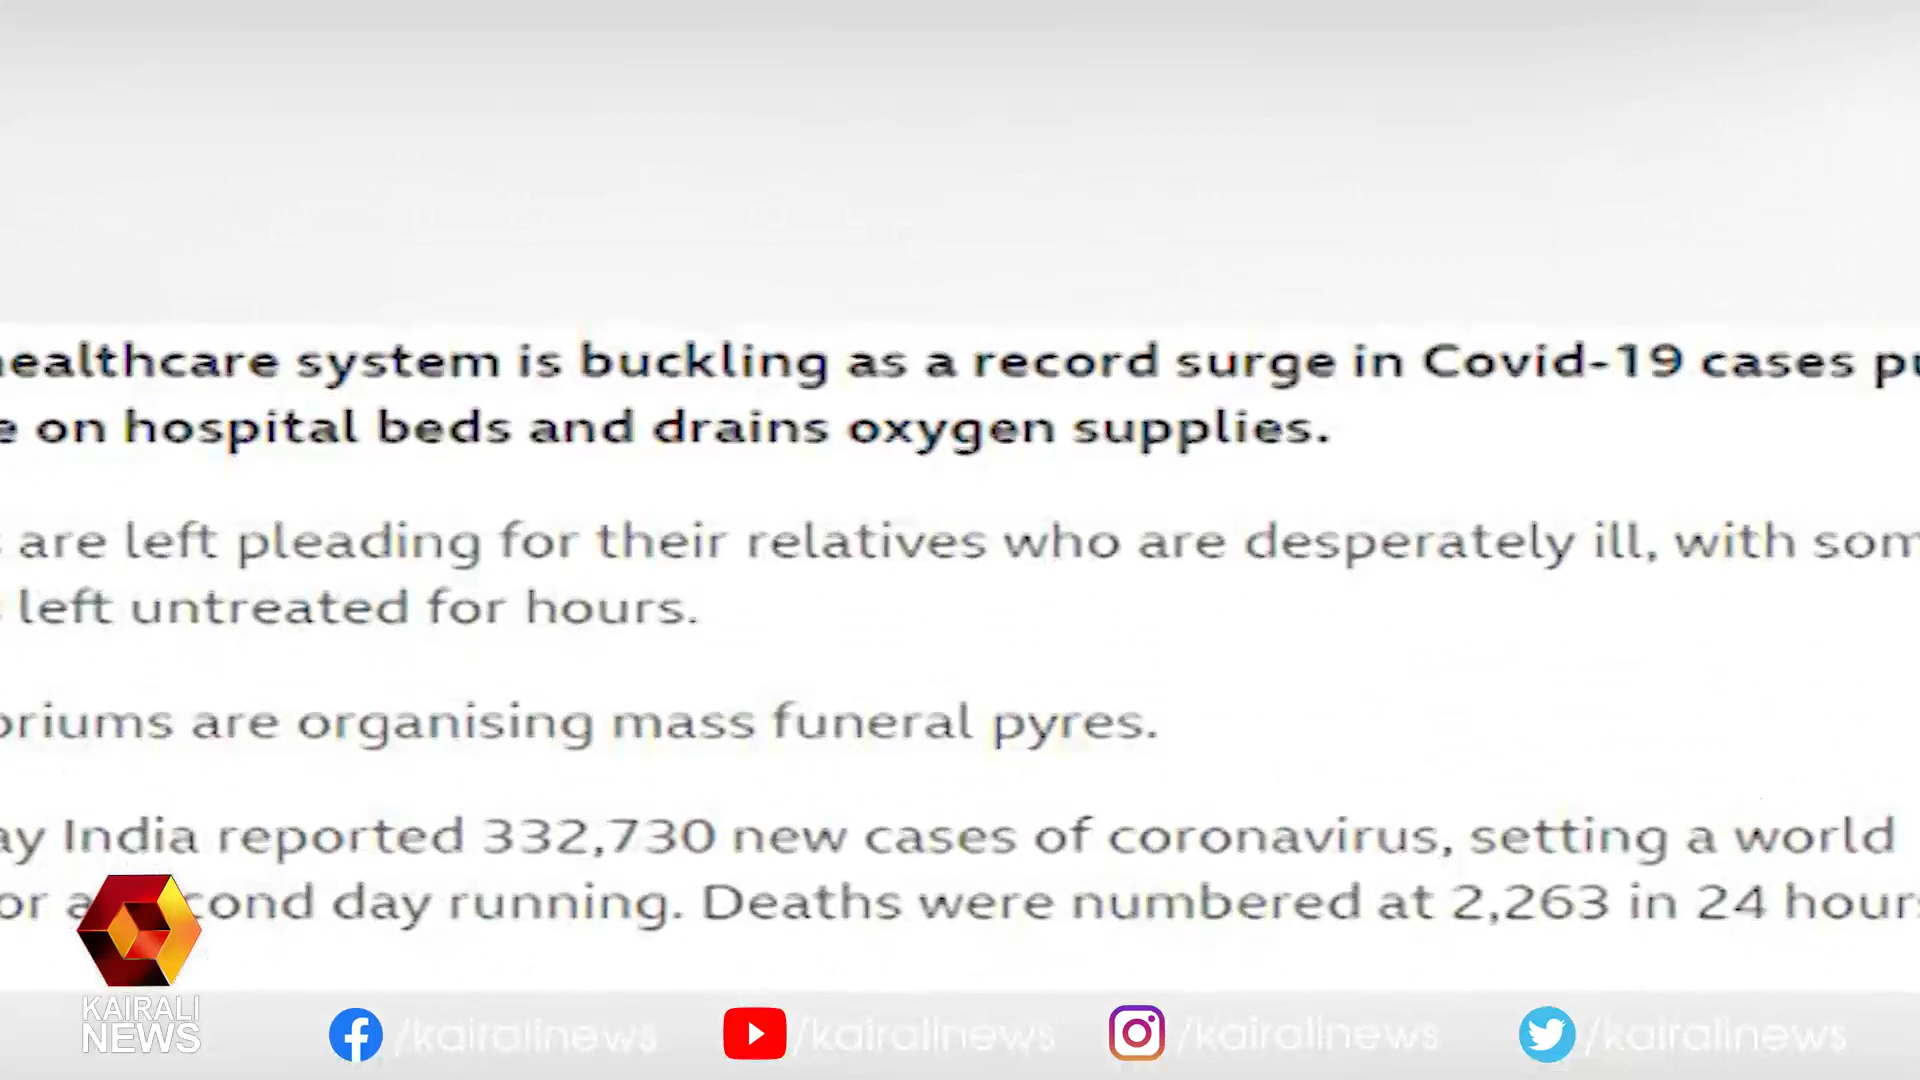 healthcare system is buckling as a record surge in Covid-19 cases pu
e on hospital beds and drains oxygen supplies.
are left pleading for their relatives who are desperately ill, with som
left untreated for hours.
oriums are organising mass funeral pyres.
ay India reported 332,730 new cases of coronavirus, setting a world
or a second day running. Deaths were numbered at 2,263 in 24 hours
KAIRALI
NEWS
/kairalinews
/kairalinews
/kairalinews
/kairalinews